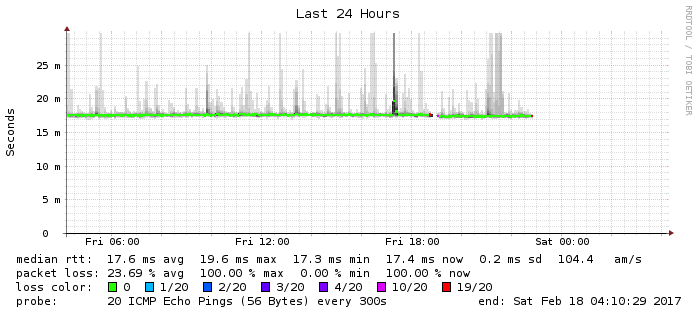 Last 24 Hours
RRDTOOL / TOBI OETIKER
Seconds
25 m
20 m
15 m
10 m
5 m
0
Fri 06:00 Fri 12:00 Fri 18:00 Sat 00:00
median rtt: 17.6 ms avg 19.6 ms max 17.3 ms min 17.4 ms now 0.2 ms sd 104.4 am/s
packet loss: 23.69 % avg 100.00 % max 0.00 % min 100.00 % now
loss color: 0 1/20 2/20 3/20 4/20 10/20 19/20
probe: 20 ICMP Echo Pings (56 Bytes) every 300s end: Sat Feb 18 04:10:29 2017